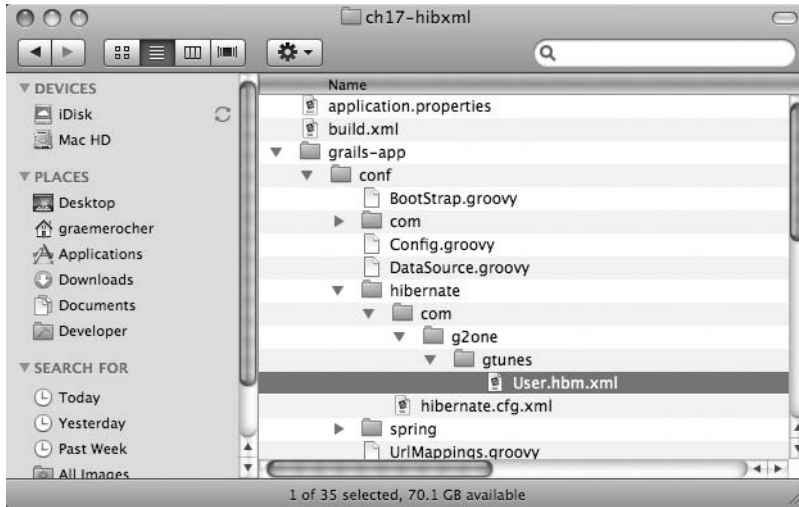 ch17-hibxml
DEVICES
iDisk
Mac HD
PLACES
Desktop
graemerocher
Applications
Downloads
Documents
Developer
SEARCH FOR
Today
Yesterday
Past Week
All Images
Name
application.properties
build.xml
grails-app
conf
BootStrap.groovy
com
Config.groovy
DataSource.groovy
hibernate
com
g2one
gtunes
User.hbm.xml
hibernate.cfg.xml
spring
UrlMappings.groovy
1 of 35 selected, 70.1 GB available